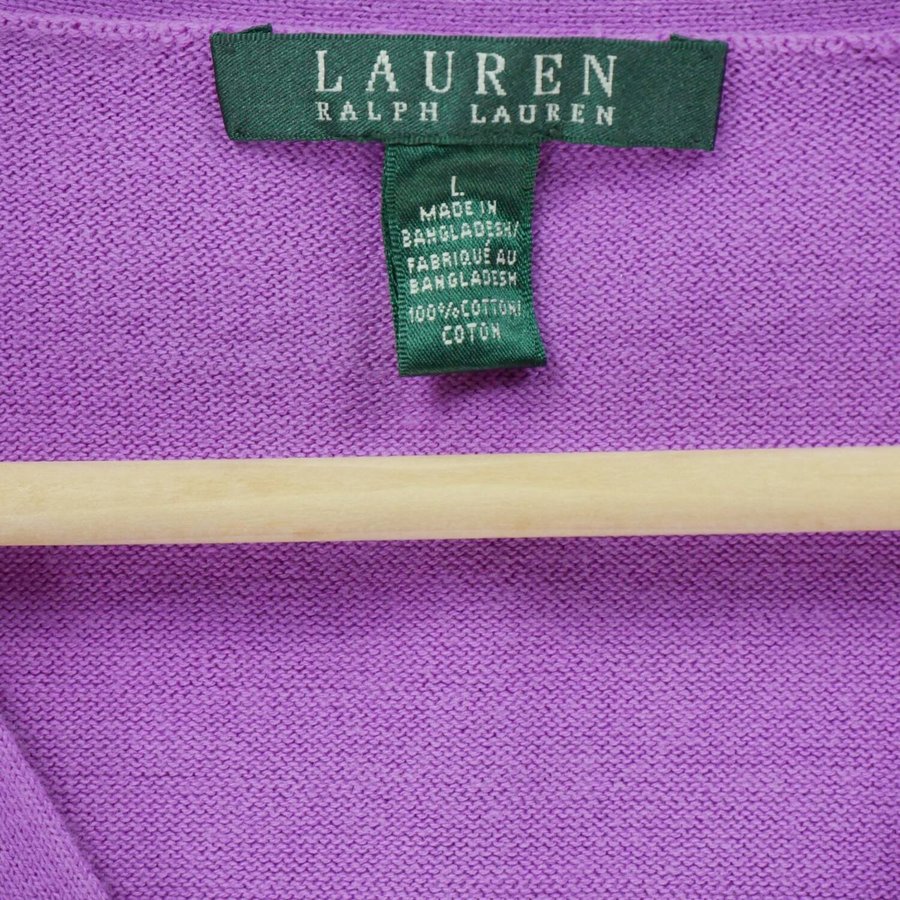 LAUREN
RALPH LAUREN
L
MADE IN
BANGLADESH/
FABRIQUÉ AU
BANGLADESH
100%COTTON/
COTON